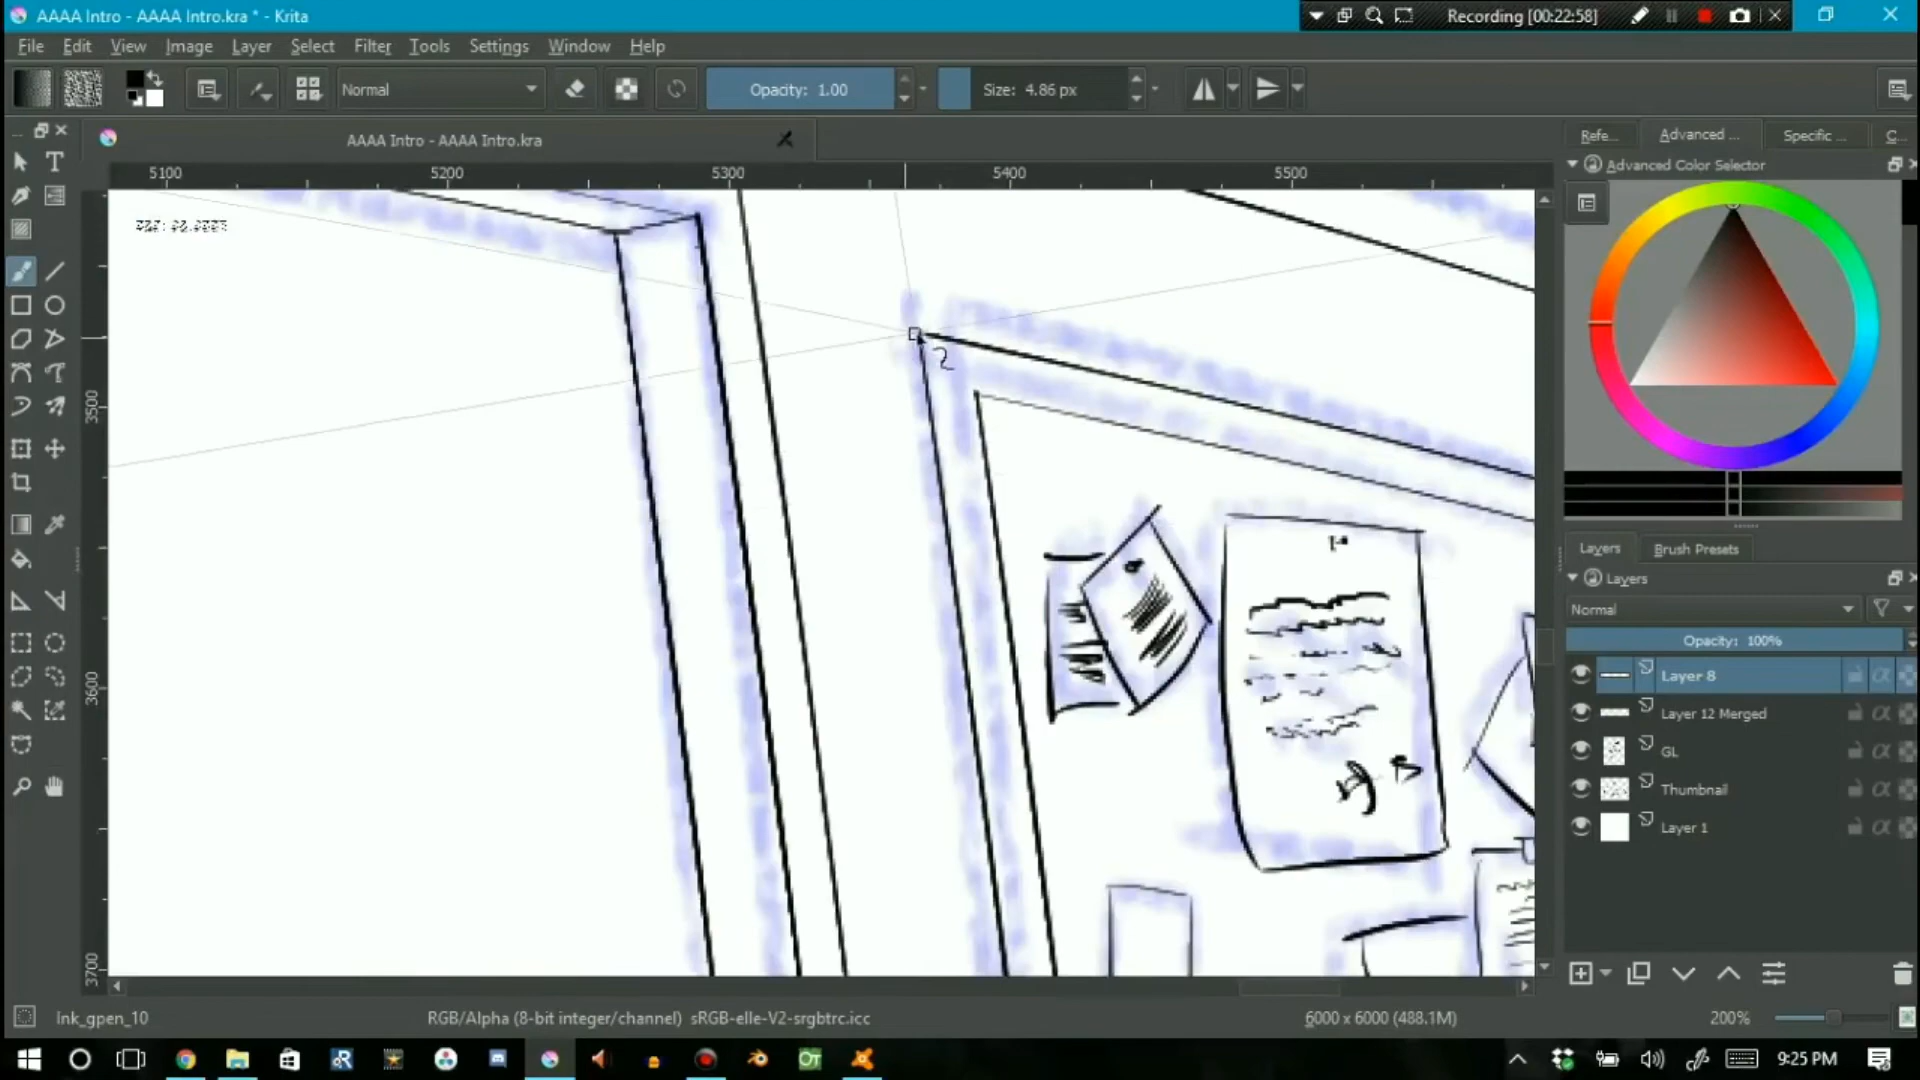 AAAA Intro - AAAA Intro.kra * - Krita
Recording [00:22:58]
File Edit View Image Layer Select Filter Tools Settings Window Help
Normal
Opacity: 1.00
Size: 4.86 px
AAAA Intro - AAAA Intro.kra
Refe...
Advanced ...
Specific ...
C...
5100 5200 5300 5400 5500
Advanced Color Selector
3500
3600
3700
Layers
Brush Presets
Layers
Normal
Opacity: 100%
Layer 8
Layer 12 Merged
GL
Thumbnail
Layer 1
Ink_gpen_10
RGB/Alpha (8-bit integer/channel) sRGB-elle-V2-srgbtrc.icc
6000 x 6000 (488.1M)
200%
9:25 PM